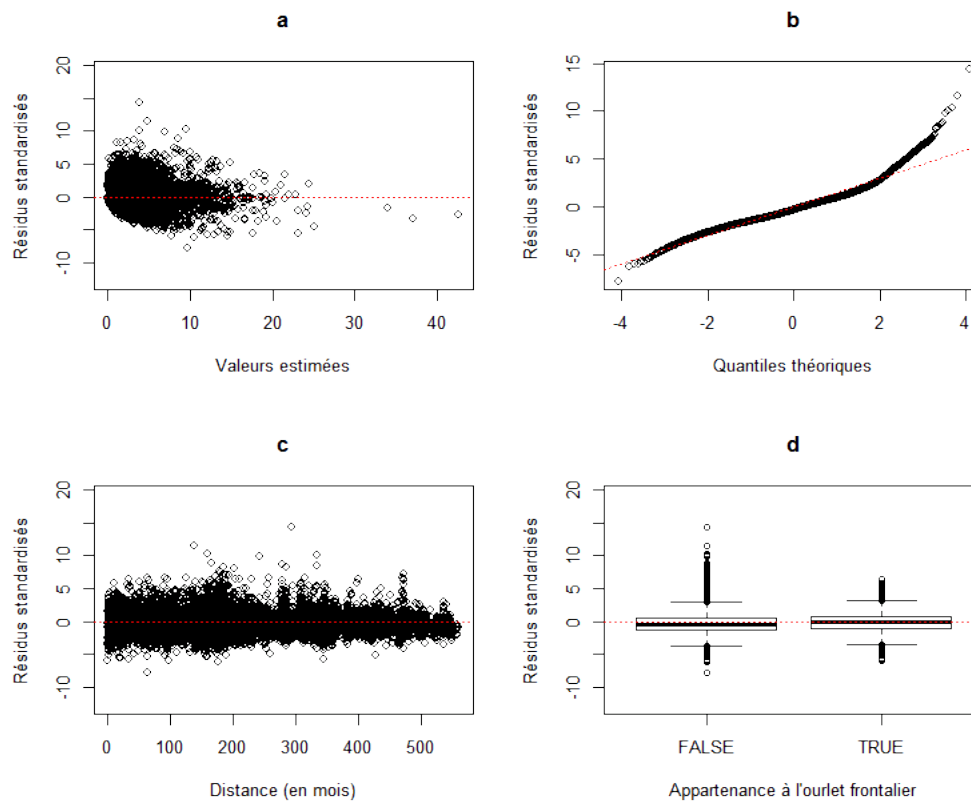 a
Résidus standardisés
-10 0 5 10 20
0 10 20 30 40
Valeurs estimées
b
Résidus standardisés
-5 0 5 10 15
-4 -2 0 2 4
Quantiles théoriques
c
Résidus standardisés
-10 0 5 10 20
0 100 200 300 400 500
Distance (en mois)
d
Résidus standardisés
-10 0 5 10 20
FALSE TRUE
Appartenance à l'ourlet frontalier